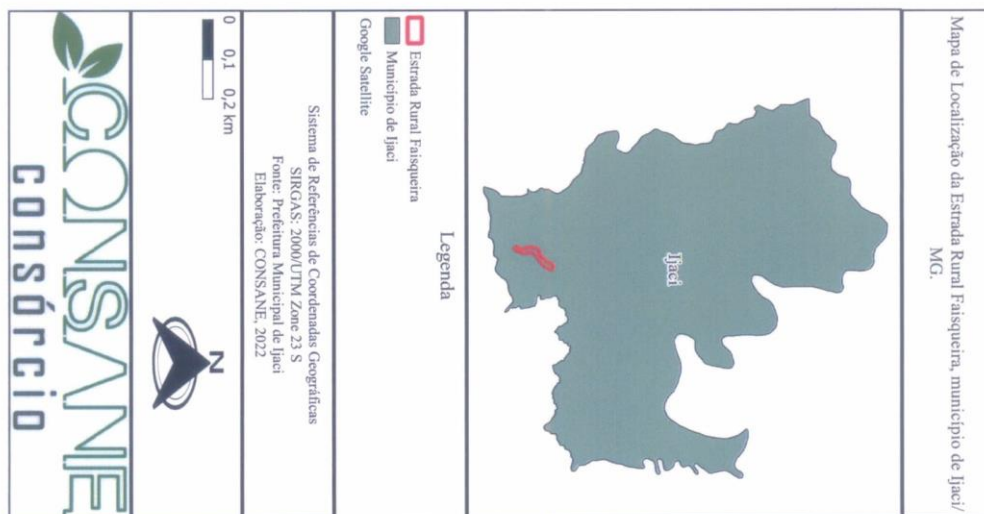 Mapa de Localização da Estrada Rural Faisqueira, município de Ijaci/
MG.
Ijaci
Legenda
Estrada Rural Faisqueira
Município de Ijaci
Google Satellite
Sistema de Referências de Coordenadas Geográficas
SIRGAS: 2000/UTM Zone 23 S
Fonte: Prefeitura Municipal de Ijaci
Elaboração: CONSANE, 2022
N
0 0,1 0,2 km
CONSANE
consórcio